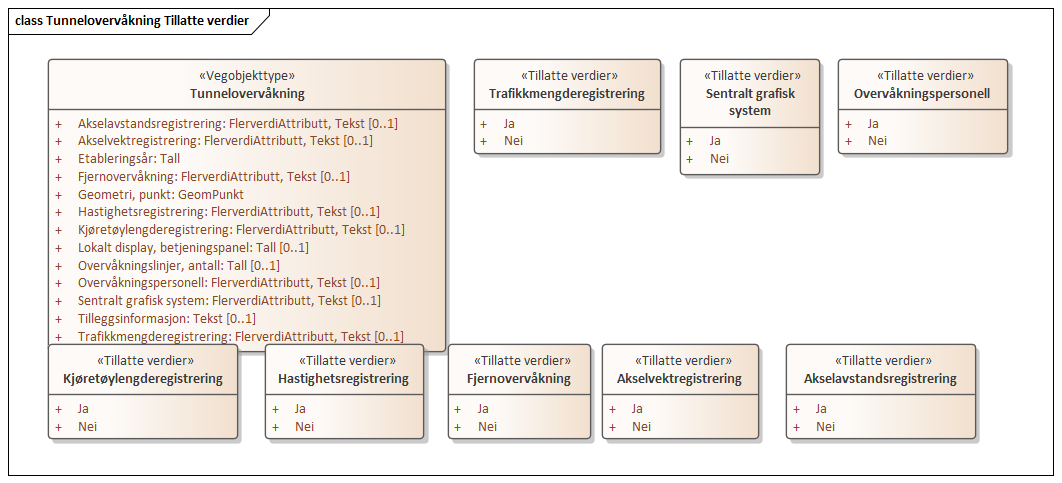 class Tunnelovervåkning Tillatte verdier
«Vegobjekttype»
Tunnelovervåkning
+ Akselavstandsregistrering: FlerverdiAttributt, Tekst [0..1]
+ Akselvektregistrering: FlerverdiAttributt, Tekst [0..1]
+ Etableringsår: Tall
+ Fjernovervåkning: FlerverdiAttributt, Tekst [0..1]
+ Geometri, punkt: GeomPunkt
+ Hastighetsregistrering: FlerverdiAttributt, Tekst [0..1]
+ Kjøretøylengderegistrering: FlerverdiAttributt, Tekst [0..1]
+ Lokalt display, betjeningspanel: Tall [0..1]
+ Overvåkningslinjer, antall: Tall [0..1]
+ Overvåkningspersonell: FlerverdiAttributt, Tekst [0..1]
+ Sentralt grafisk system: FlerverdiAttributt, Tekst [0..1]
+ Tilleggsinformasjon: Tekst [0..1]
+ Trafikkmengderegistrering: FlerverdiAttributt, Tekst [0..1]
«Tillatte verdier»
Trafikkmengderegistrering
+ Ja
+ Nei
«Tillatte verdier»
Sentralt grafisk
system
+ Ja
+ Nei
«Tillatte verdier»
Overvåkningspersonell
+ Ja
+ Nei
«Tillatte verdier»
Kjøretøylengderegistrering
+ Ja
+ Nei
«Tillatte verdier»
Hastighetsregistrering
+ Ja
+ Nei
«Tillatte verdier»
Fjernovervåkning
+ Ja
+ Nei
«Tillatte verdier»
Akselvektregistrering
+ Ja
+ Nei
«Tillatte verdier»
Akselavstandsregistrering
+ Ja
+ Nei